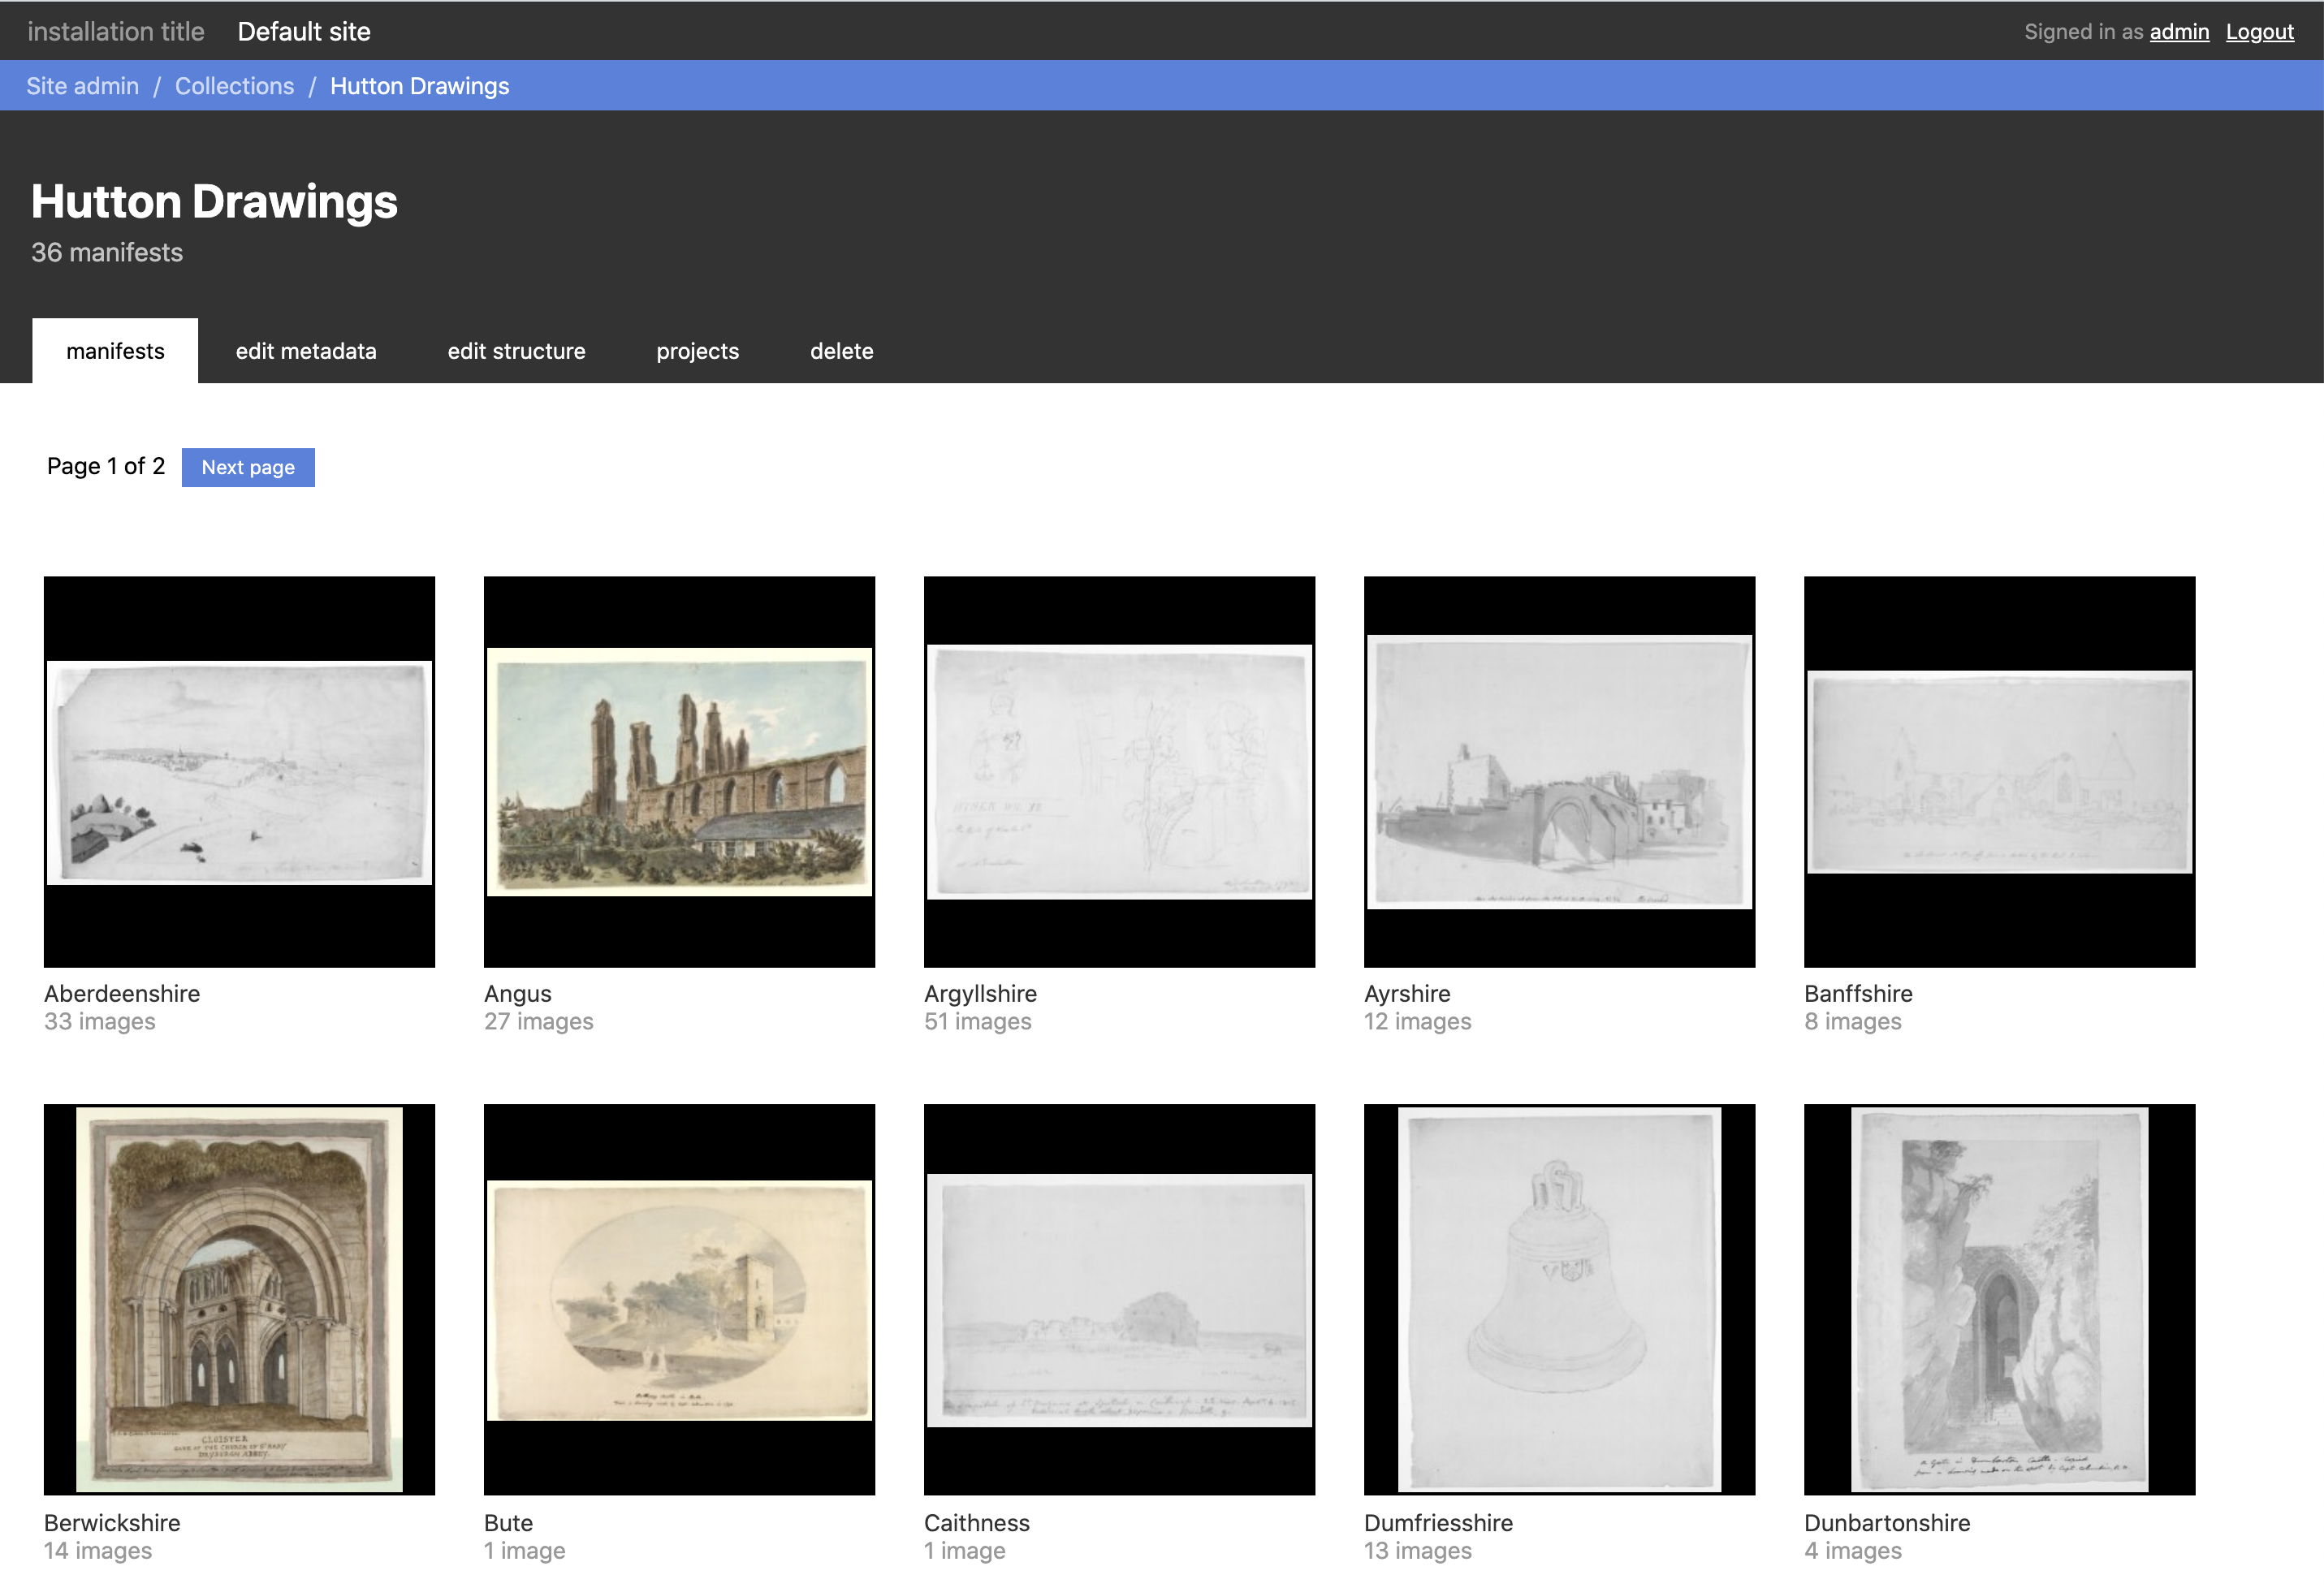 installation title Default site Signed in as admin Logout
Site admin / Collections / Hutton Drawings
Hutton Drawings
36 manifests
manifests edit metadata edit structure projects delete
Page 1 of 2 Next page
Aberdeenshire
33 images
Angus
27 images
Argyllshire
51 images
Ayrshire
12 images
Banffshire
8 images
CLOISTER
DRYBURGH ABBEY.
Berwickshire
14 images
Bute
1 image
Caithness
1 image
Dumfriesshire
13 images
Dunbartonshire
4 images